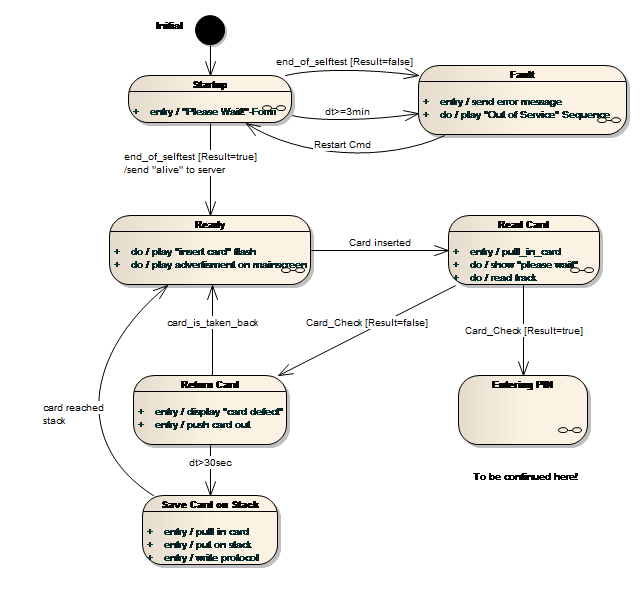 Initial
end_of_selftest [Result=false]
Startup
+ entry / "Please Wait!"-Form
Fault
+ entry / send error message
+ do / play "Out of Service" Sequence
dt>=3min
Restart Cmd
end_of_selftest [Result=true]
/send "alive" to server
Ready
+ do / play "insert card" flash
+ do / play advertisment on mainscreen
Card inserted
Read Card
+ entry / pull_in_card
+ do / show "please wait"
+ do / read track
card_is_taken_back
Card_Check [Result=false]
Card_Check [Result=true]
Return Card
+ entry / display "card defect"
+ entry / push card out
Entering PIN
card reached
stack
dt>30sec
To be continued here!
Save Card on Stack
+ entry / pull in card
+ entry / put on stack
+ entry / write protocol